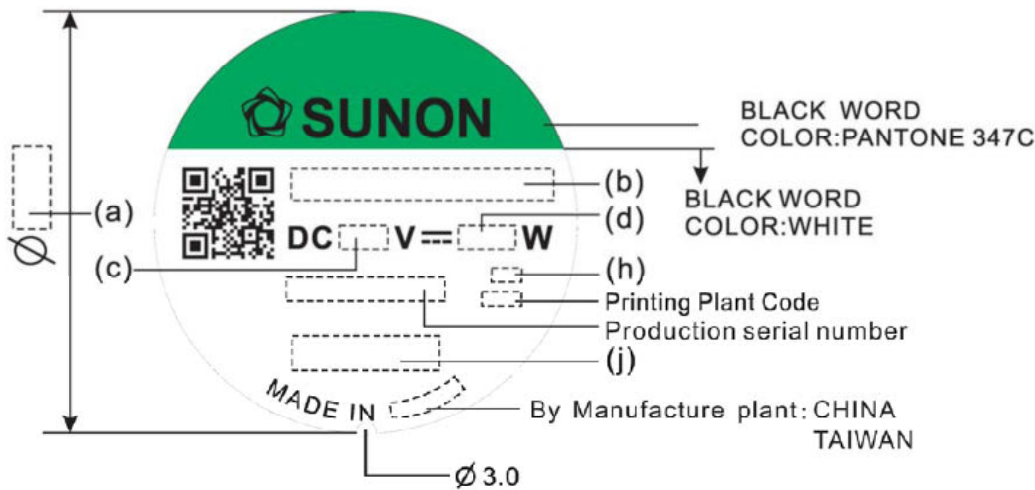 SUNON
BLACK WORD
COLOR:PANTONE 347C
(b)
BLACK WORD
COLOR:WHITE
(a)
Ø
DC V⎓ W
(d)
(c)
(h)
Printing Plant Code
Production serial number
(j)
MADE IN
By Manufacture plant: CHINA
TAIWAN
Ø 3.0